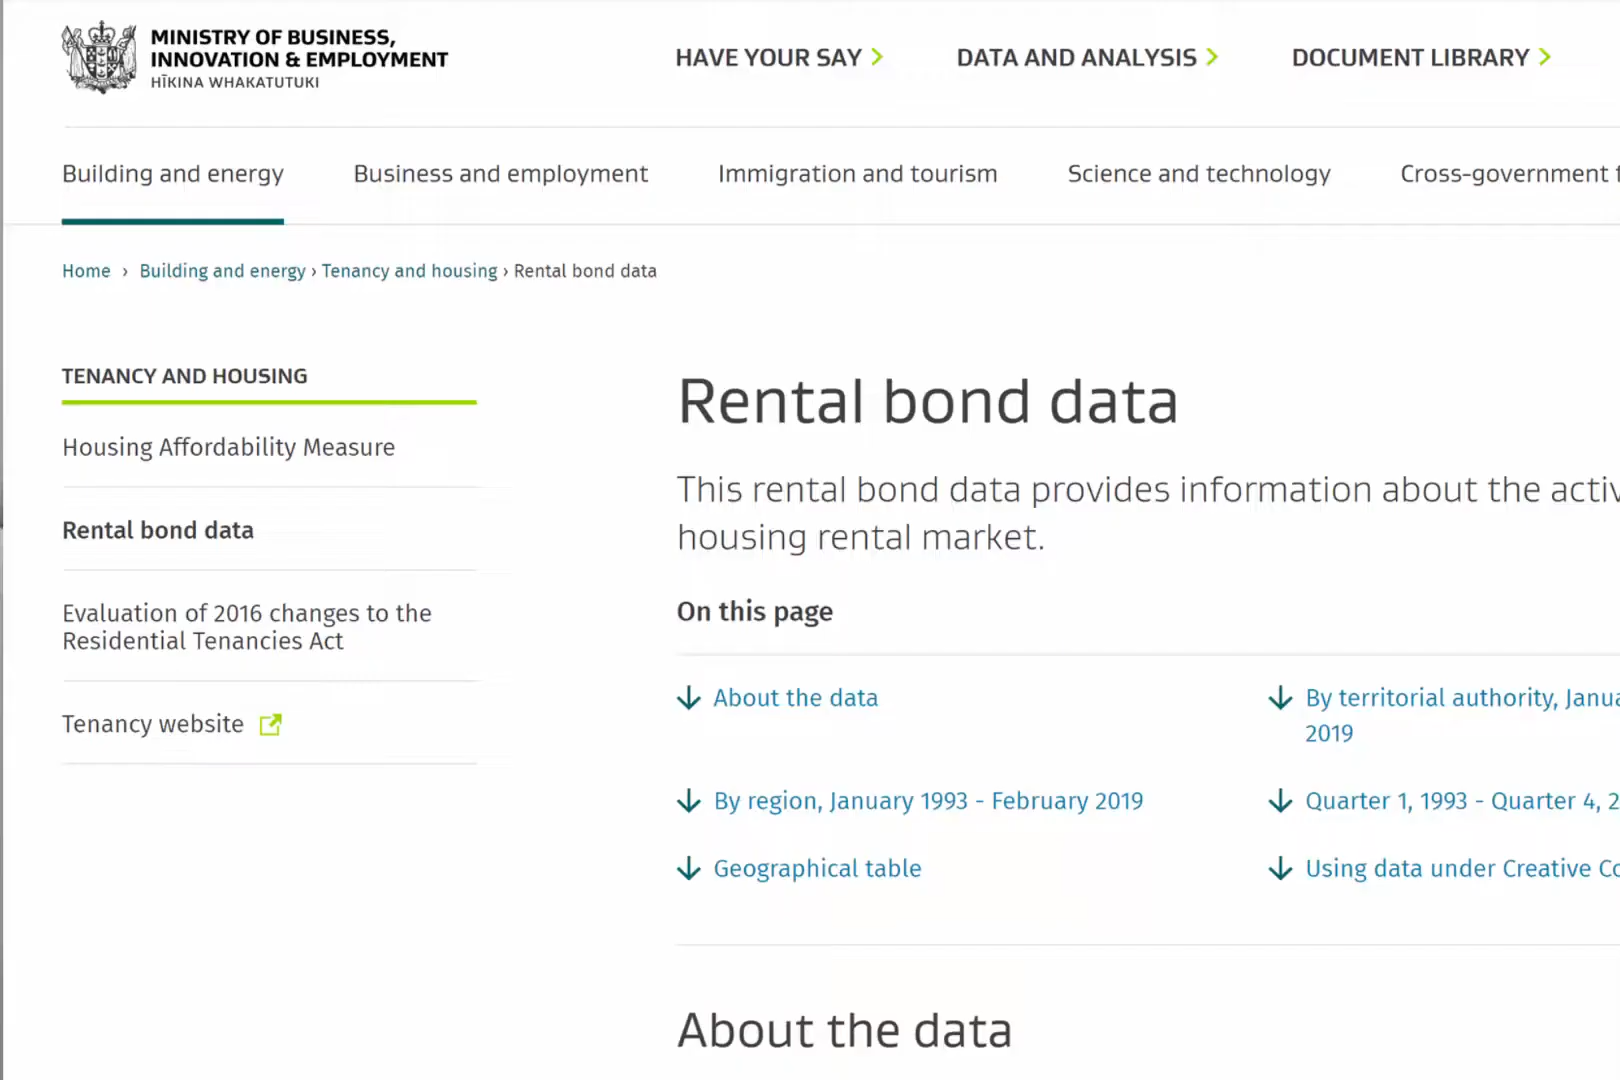 MINISTRY OF BUSINESS,
INNOVATION & EMPLOYMENT
HĪKINA WHAKATUTUKI
HAVE YOUR SAY
DATA AND ANALYSIS
DOCUMENT LIBRARY
Building and energy
Business and employment
Immigration and tourism
Science and technology
Cross-government
Home › Building and energy › Tenancy and housing › Rental bond data
TENANCY AND HOUSING
Housing Affordability Measure
Rental bond data
Evaluation of 2016 changes to the
Residential Tenancies Act
Tenancy website
Rental bond data
This rental bond data provides information about the
housing rental market.
On this page
About the data
By territorial authority,
2019
By region, January 1993 - February 2019
Quarter 1, 1993 - Quarter 4,
Geographical table
Using data under Creative
About the data